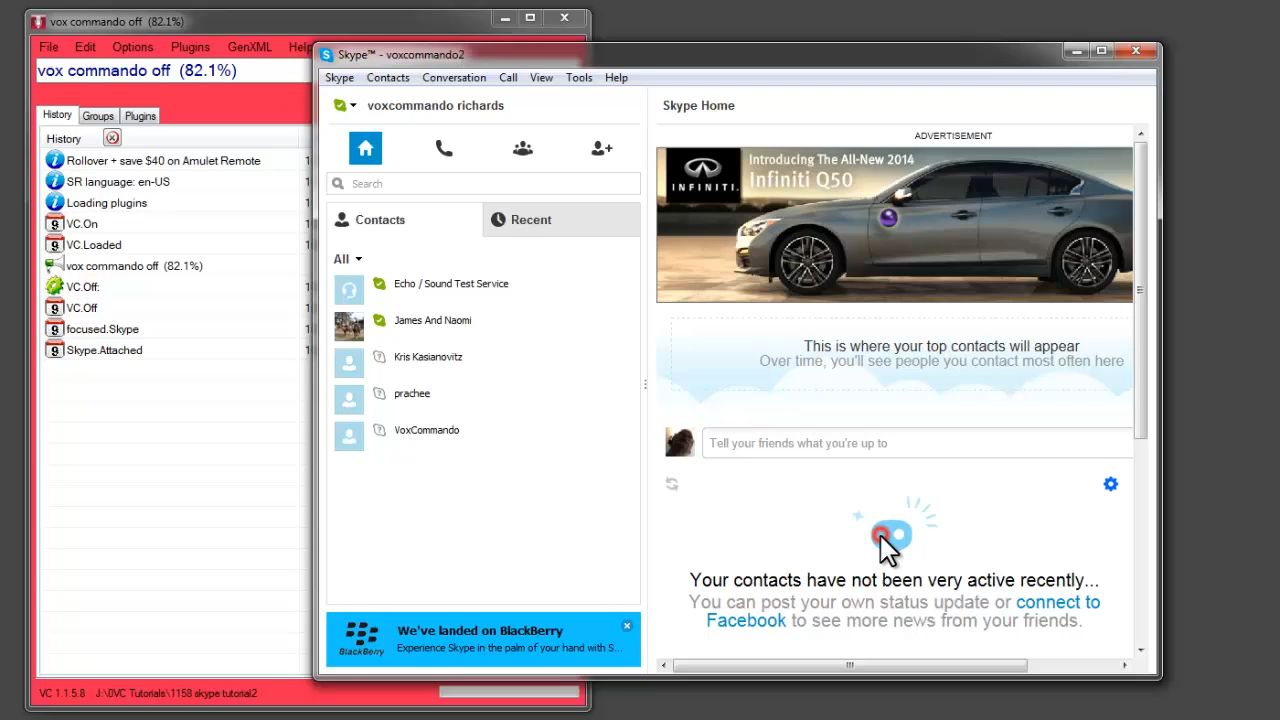 vox commando off (82.1%)
File Edit Options Plugins GenXML Help
vox commando off (82.1%)
History Groups Plugins
History
Rollover + save $40 on Amulet Remote
SR language: en-US
Loading plugins
VC.On
VC.Loaded
vox commando off (82.1%)
VC.Off:
VC.Off
focused.Skype
Skype.Attached
VC 1.1.5.8 J:\0VC Tutorials\1158 skype tutorial2
Skype™ - voxcommando2
Skype Contacts Conversation Call View Tools Help
voxcommando richards
Search
Contacts Recent
All
Echo / Sound Test Service
James And Naomi
Kris Kasianovitz
prachee
VoxCommando
We've landed on BlackBerry
BlackBerry
Experience Skype in the palm of your hand with S...
Skype Home
ADVERTISEMENT
INFINITI.
Introducing The All-New 2014
Infiniti Q50
This is where your top contacts will appear
Over time, you'll see people you contact most often here
Tell your friends what you're up to
Your contacts have not been very active recently...
You can post your own status update or connect to
Facebook to see more news from your friends.